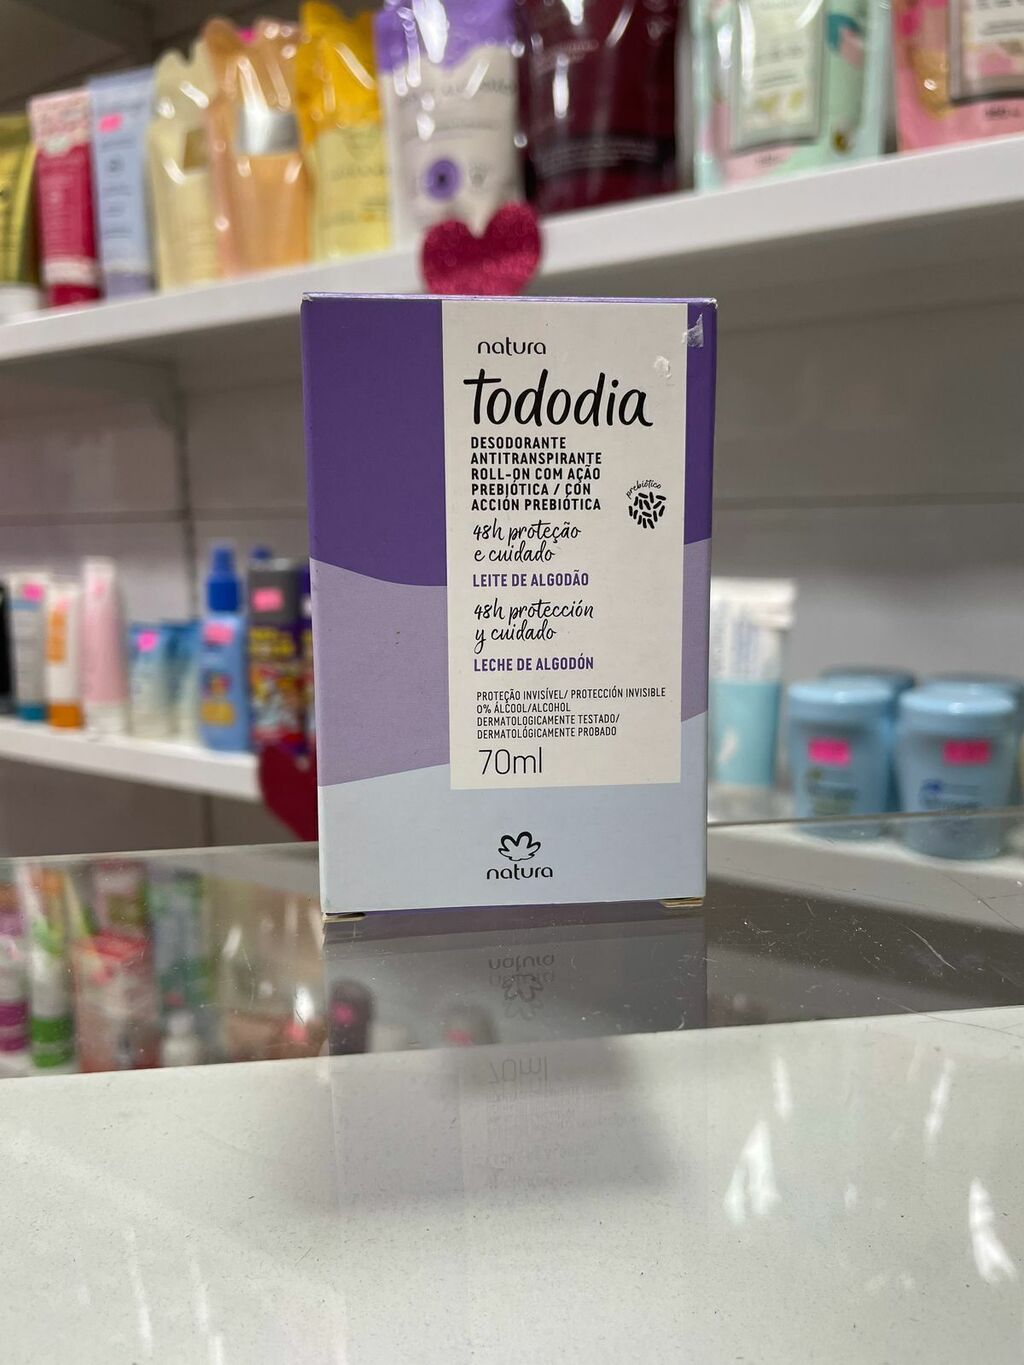 natura
Tododia
DESODORANTE
ANTITRANSPIRANTE
ROLL-ON COM AÇÃO
PREBIÓTICA / CON
ACCIÓN PREBIÓTICA
prebiótico
48h proteção
e cuidado
LEITE DE ALGODÃO
48h protección
y cuidado
LECHE DE ALGODÓN
PROTEÇÃO INVISÍVEL/ PROTECCIÓN INVISIBLE
0% ÁLCOOL/ALCOHOL
DERMATOLOGICAMENTE TESTADO/
DERMATOLÓGICAMENTE PROBADO
70ml
natura